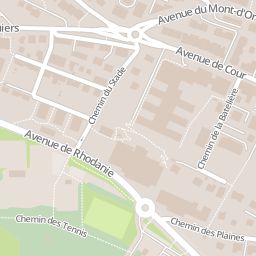 Avenue du Mont-d'Or
iers
Avenue de Cour
Chemin du Stade
Chemin de la Batelière
Avenue de Rhodanie
Chemin des Tennis
Chemin des Plaines